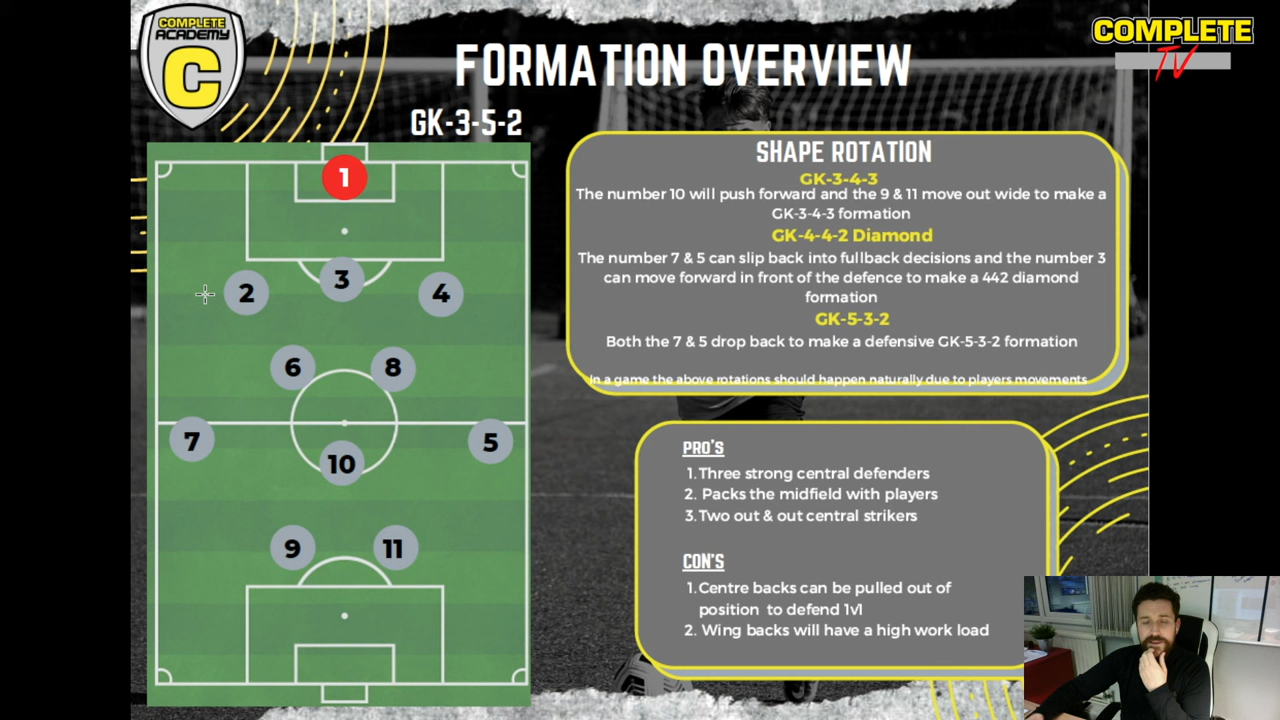 COMPLETE
ACADEMY
C
COMPLETE
TV
FORMATION OVERVIEW
GK-3-5-2
1
3
2
4
6
8
7
5
10
9
11
SHAPE ROTATION
GK-3-4-3
The number 10 will push forward and the 9 & 11 move out wide to make a
GK-3-4-3 formation
GK-4-4-2 Diamond
The number 7 & 5 can slip back into fullback decisions and the number 3
can move forward in front of the defence to make a 442 diamond
formation
GK-5-3-2
Both the 7 & 5 drop back to make a defensive GK-5-3-2 formation
In a game the above rotations should happen naturally due to players movements
PRO'S
1. Three strong central defenders
2. Packs the midfield with players
3. Two out & out central strikers
CON'S
1. Centre backs can be pulled out of
position to defend 1v1
2. Wing backs will have a high work load